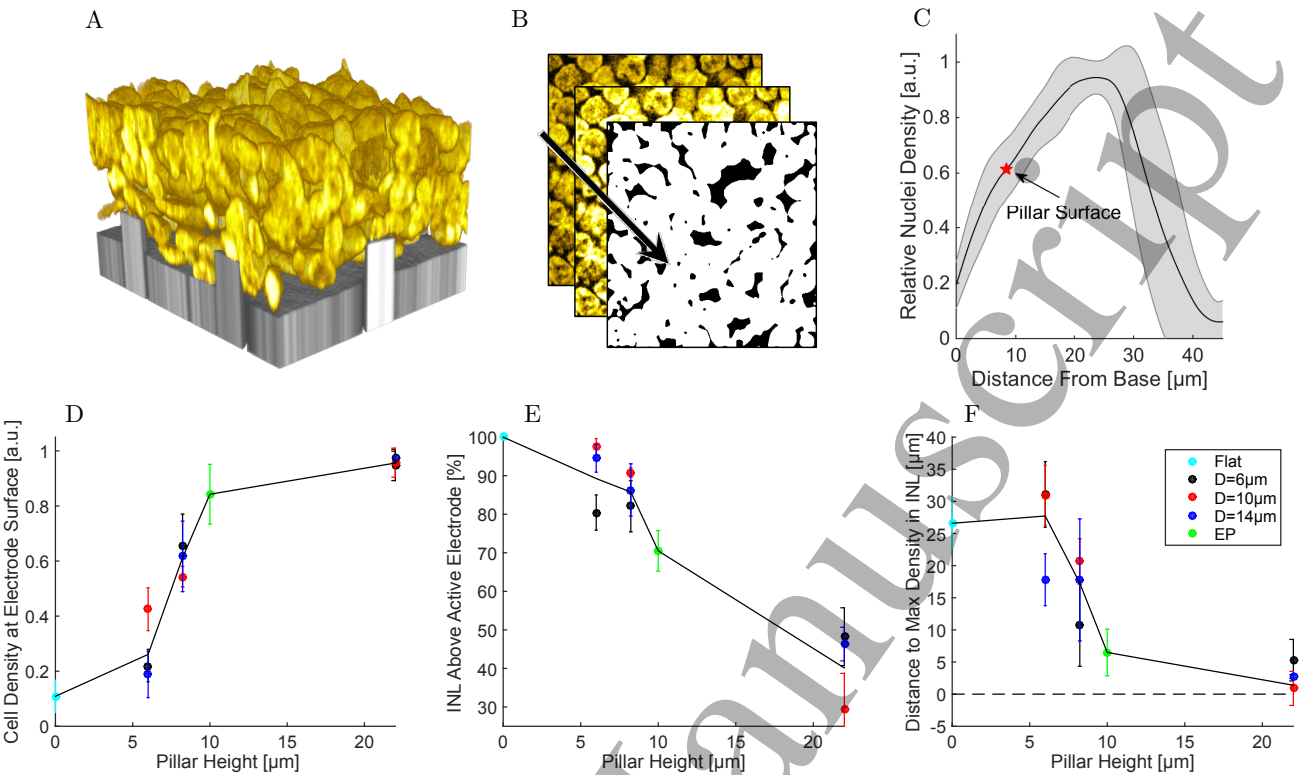 A
B
C
Relative Nuclei Density [a.u.]
1
0.8
0.6
0.4
0.2
0
Pillar Surface
0
10
20
30
40
Distance From Base [µm]
D
Cell Density at Electrode Surface [a.u.]
1
0.8
0.6
0.4
0.2
0
0
5
10
15
20
Pillar Height [µm]
E
INL Above Active Electrode [%]
100
90
80
70
60
50
40
30
0
5
10
15
20
Pillar Height [µm]
F
Distance to Max Density in INL [µm]
40
35
30
25
20
15
10
5
0
-5
0
5
10
15
20
Pillar Height [µm]
Flat
D=6µm
D=10µm
D=14µm
EP
Manuscript